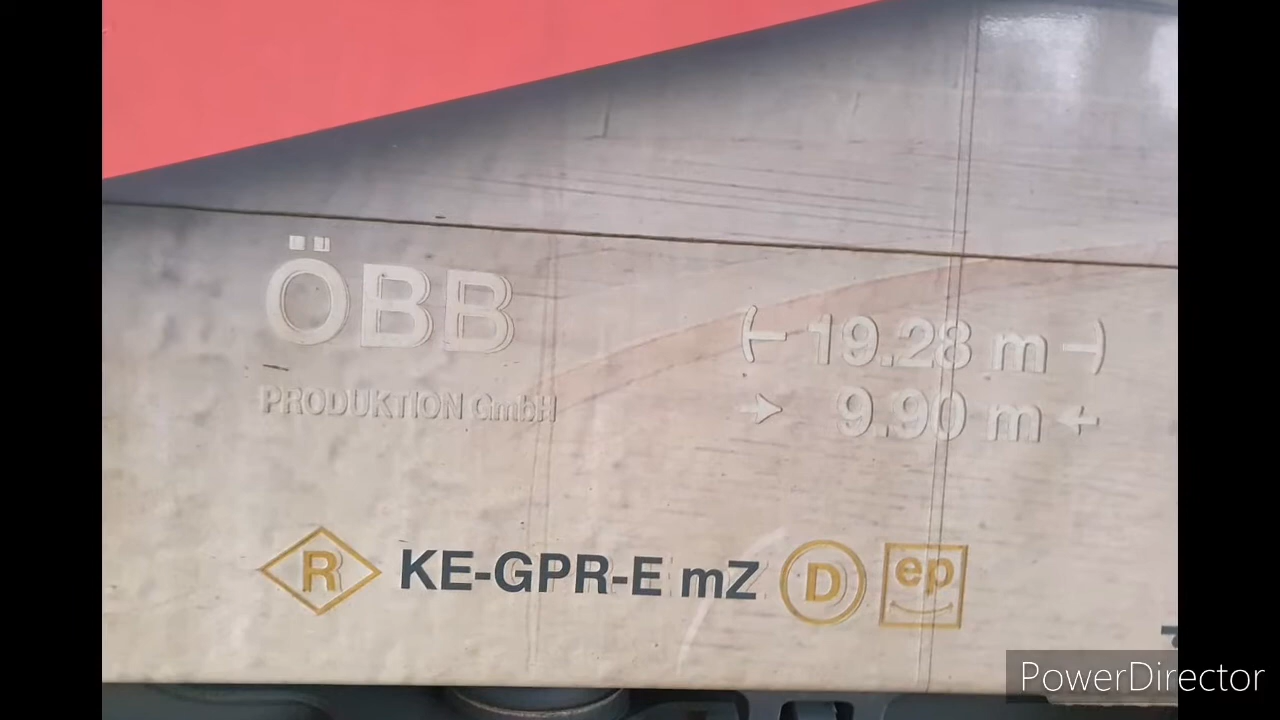 ÖBB
PRODUKTION GmbH
19.28 m
9.90 m
R KE-GPR-E mZ D ep
PowerDirector